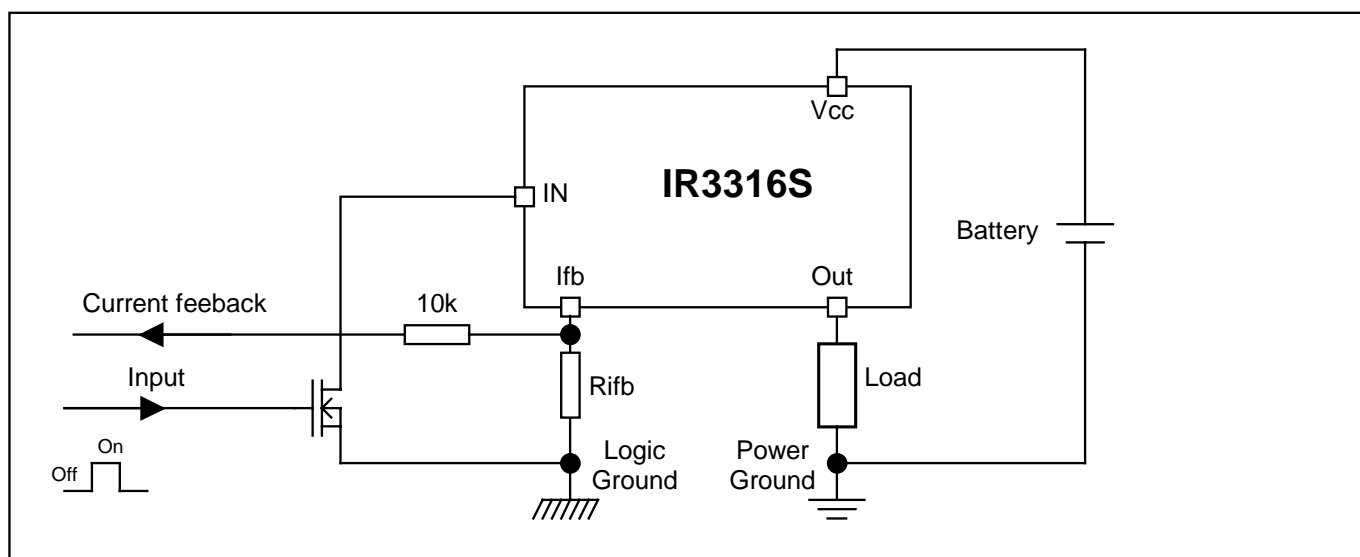 Vcc
IR3316S
IN
Battery
Ifb
Out
Current feeback
10k
Input
Rifb
Load
On
Off
Logic
Ground
Power
Ground